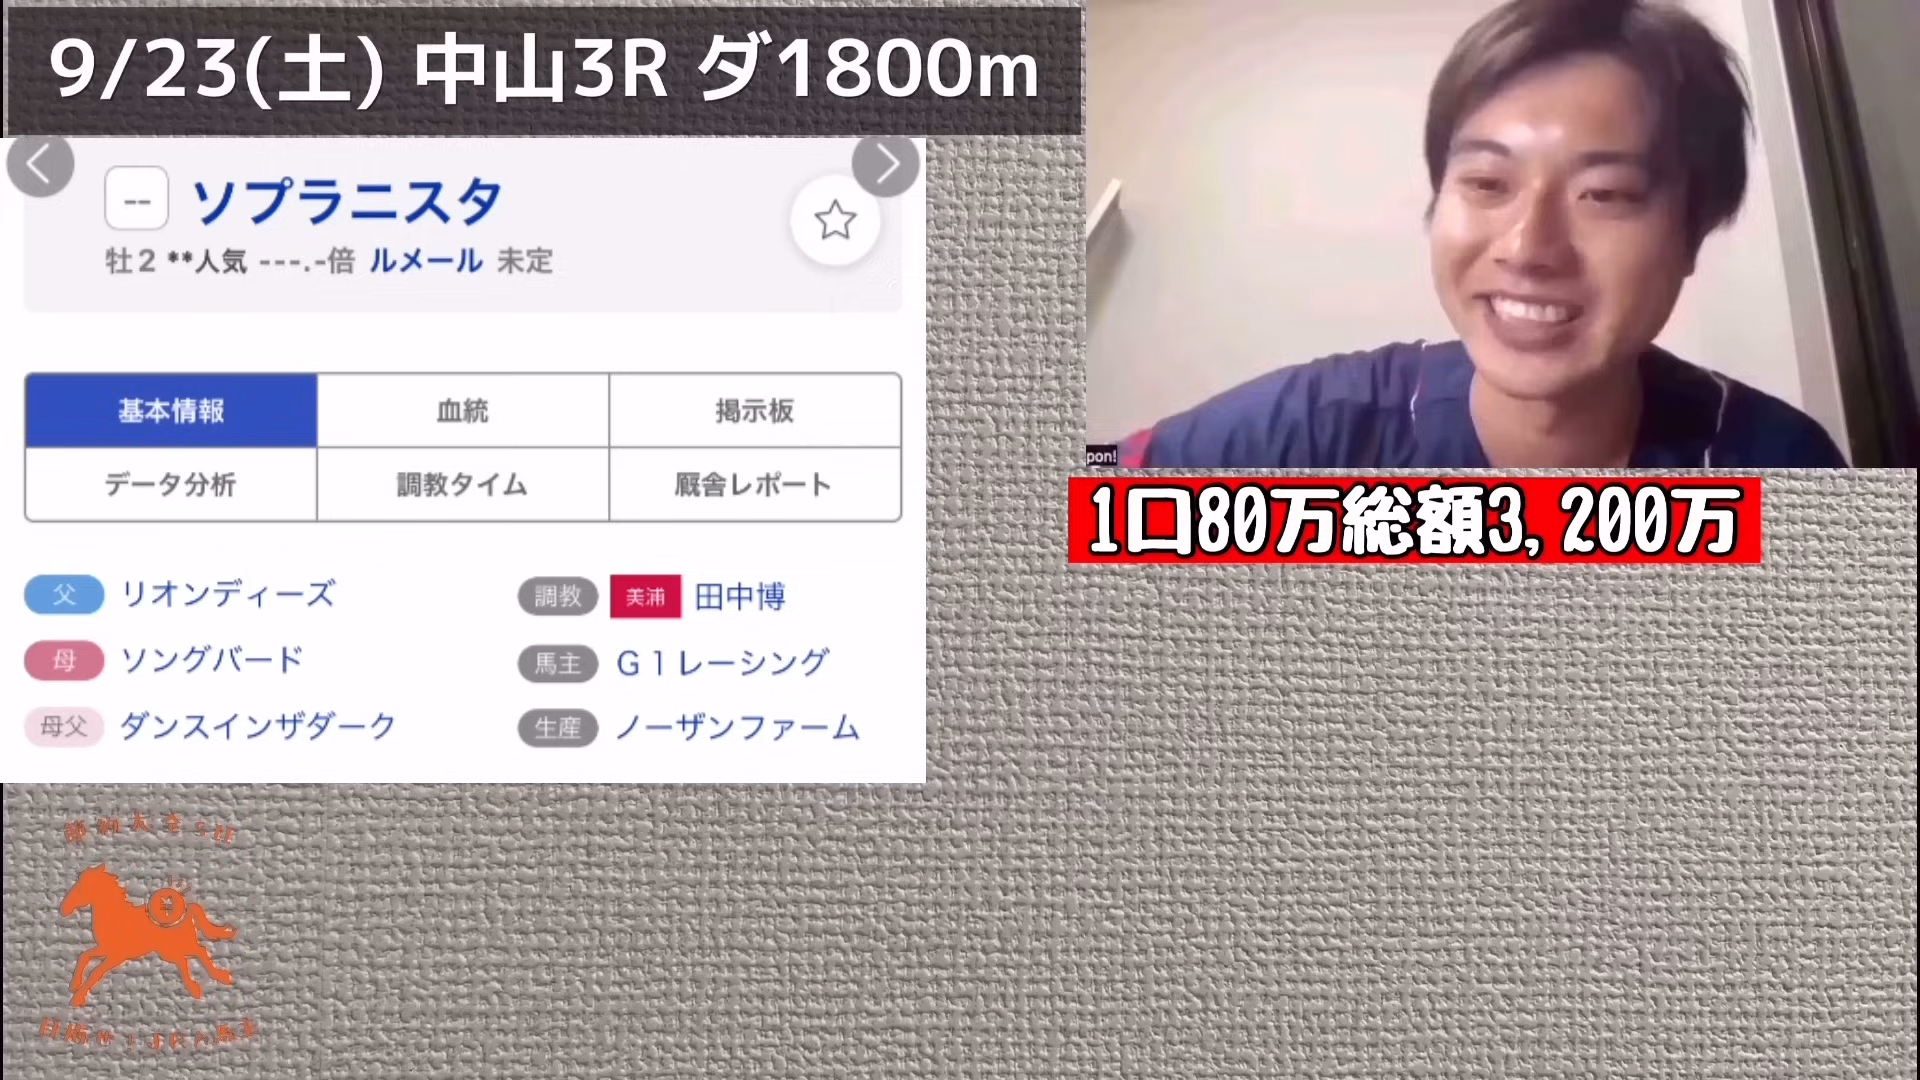 9/23(土) 中山3R ダ1800m
-- ソプラニスタ
牡2 **人気 ---.-倍 ルメール 未定
基本情報 血統 掲示板
データ分析 調教タイム 厩舎レポート
父 リオンディーズ 調教 美浦 田中博
母 ソングバード 馬主 G1レーシング
母父 ダンスインザダーク 生産 ノーザンファーム
pon!
1口80万総額3,200万
¥